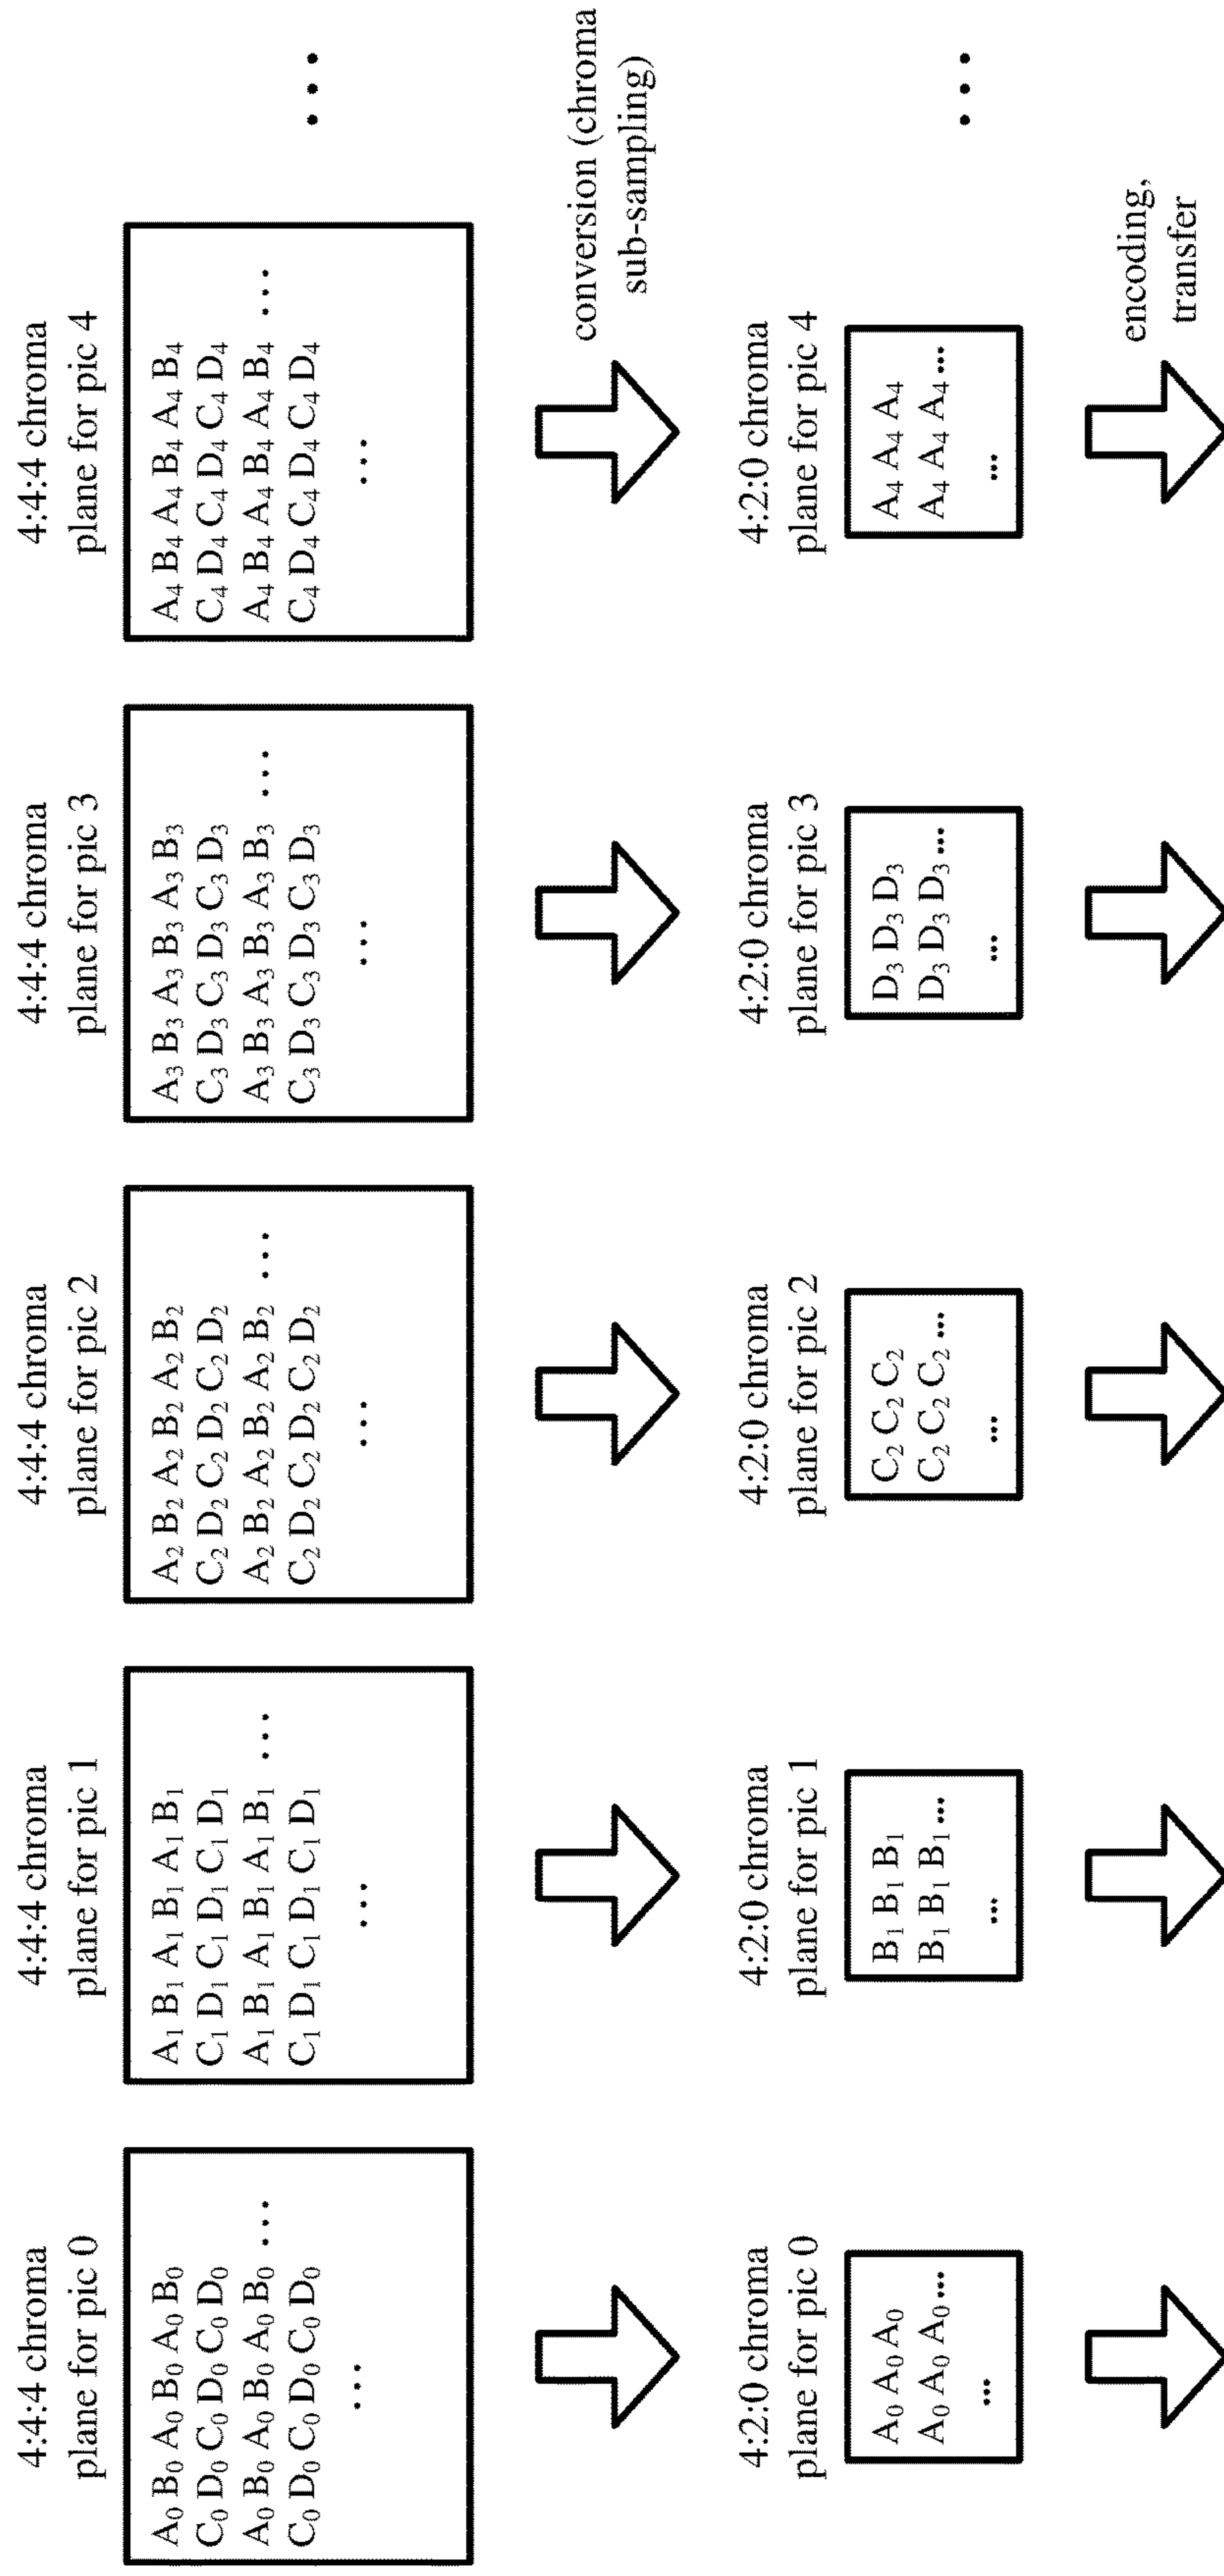 4:4:4 chroma
plane for pic 0
A₀ B₀ A₀ B₀ A₀ B₀
C₀ D₀ C₀ D₀ C₀ D₀
A₀ B₀ A₀ B₀ A₀ B₀ ...
C₀ D₀ C₀ D₀ C₀ D₀
...
4:4:4 chroma
plane for pic 1
A₁ B₁ A₁ B₁ A₁ B₁
C₁ D₁ C₁ D₁ C₁ D₁
A₁ B₁ A₁ B₁ A₁ B₁ ...
C₁ D₁ C₁ D₁ C₁ D₁
...
4:4:4 chroma
plane for pic 2
A₂ B₂ A₂ B₂ A₂ B₂
C₂ D₂ C₂ D₂ C₂ D₂
A₂ B₂ A₂ B₂ A₂ B₂ ...
C₂ D₂ C₂ D₂ C₂ D₂
...
4:4:4 chroma
plane for pic 3
A₃ B₃ A₃ B₃ A₃ B₃
C₃ D₃ C₃ D₃ C₃ D₃
A₃ B₃ A₃ B₃ A₃ B₃ ...
C₃ D₃ C₃ D₃ C₃ D₃
...
4:4:4 chroma
plane for pic 4
A₄ B₄ A₄ B₄ A₄ B₄
C₄ D₄ C₄ D₄ C₄ D₄
A₄ B₄ A₄ B₄ A₄ B₄ ...
C₄ D₄ C₄ D₄ C₄ D₄
...
...
conversion (chroma
sub-sampling)
4:2:0 chroma
plane for pic 0
A₀ A₀ A₀
A₀ A₀ A₀ ...
...
4:2:0 chroma
plane for pic 1
B₁ B₁ B₁
B₁ B₁ B₁ ...
...
4:2:0 chroma
plane for pic 2
C₂ C₂ C₂
C₂ C₂ C₂ ...
...
4:2:0 chroma
plane for pic 3
D₃ D₃ D₃
D₃ D₃ D₃ ...
...
4:2:0 chroma
plane for pic 4
A₄ A₄ A₄
A₄ A₄ A₄ ...
...
...
encoding,
transfer